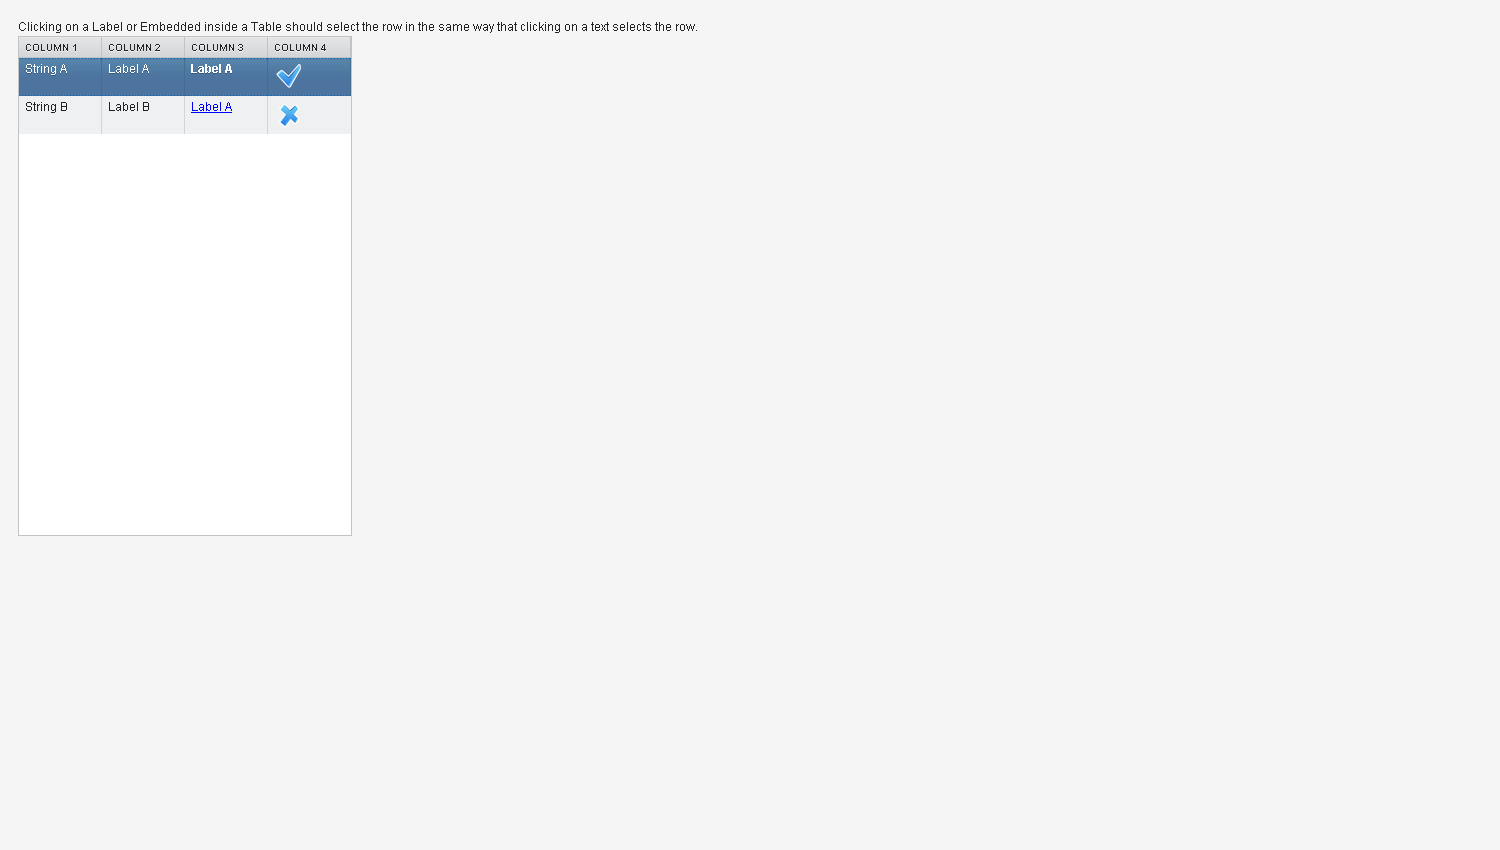 Clicking on a Label or Embedded inside a Table should select the row in the same way that clicking on a text selects the row.
COLUMN 1 COLUMN 2 COLUMN 3 COLUMN 4
String A Label A Label A
String B Label B Label A